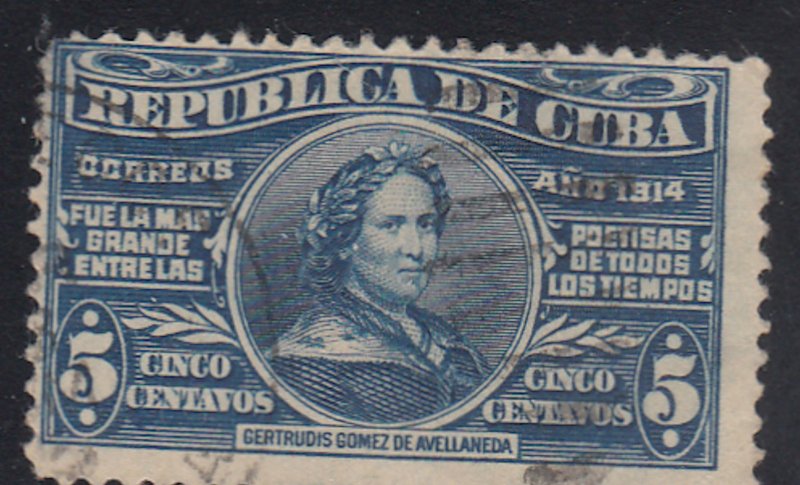 REPUBLICA DE CUBA
CORREOS
AÑO 1914
FUE LA MAS
GRANDE
ENTRE LAS
POETISAS
DE TODOS
LOS TIEMPOS
5
CINCO
CENTAVOS
CINCO
CENTAVOS
5
GERTRUDIS GOMEZ DE AVELLANEDA